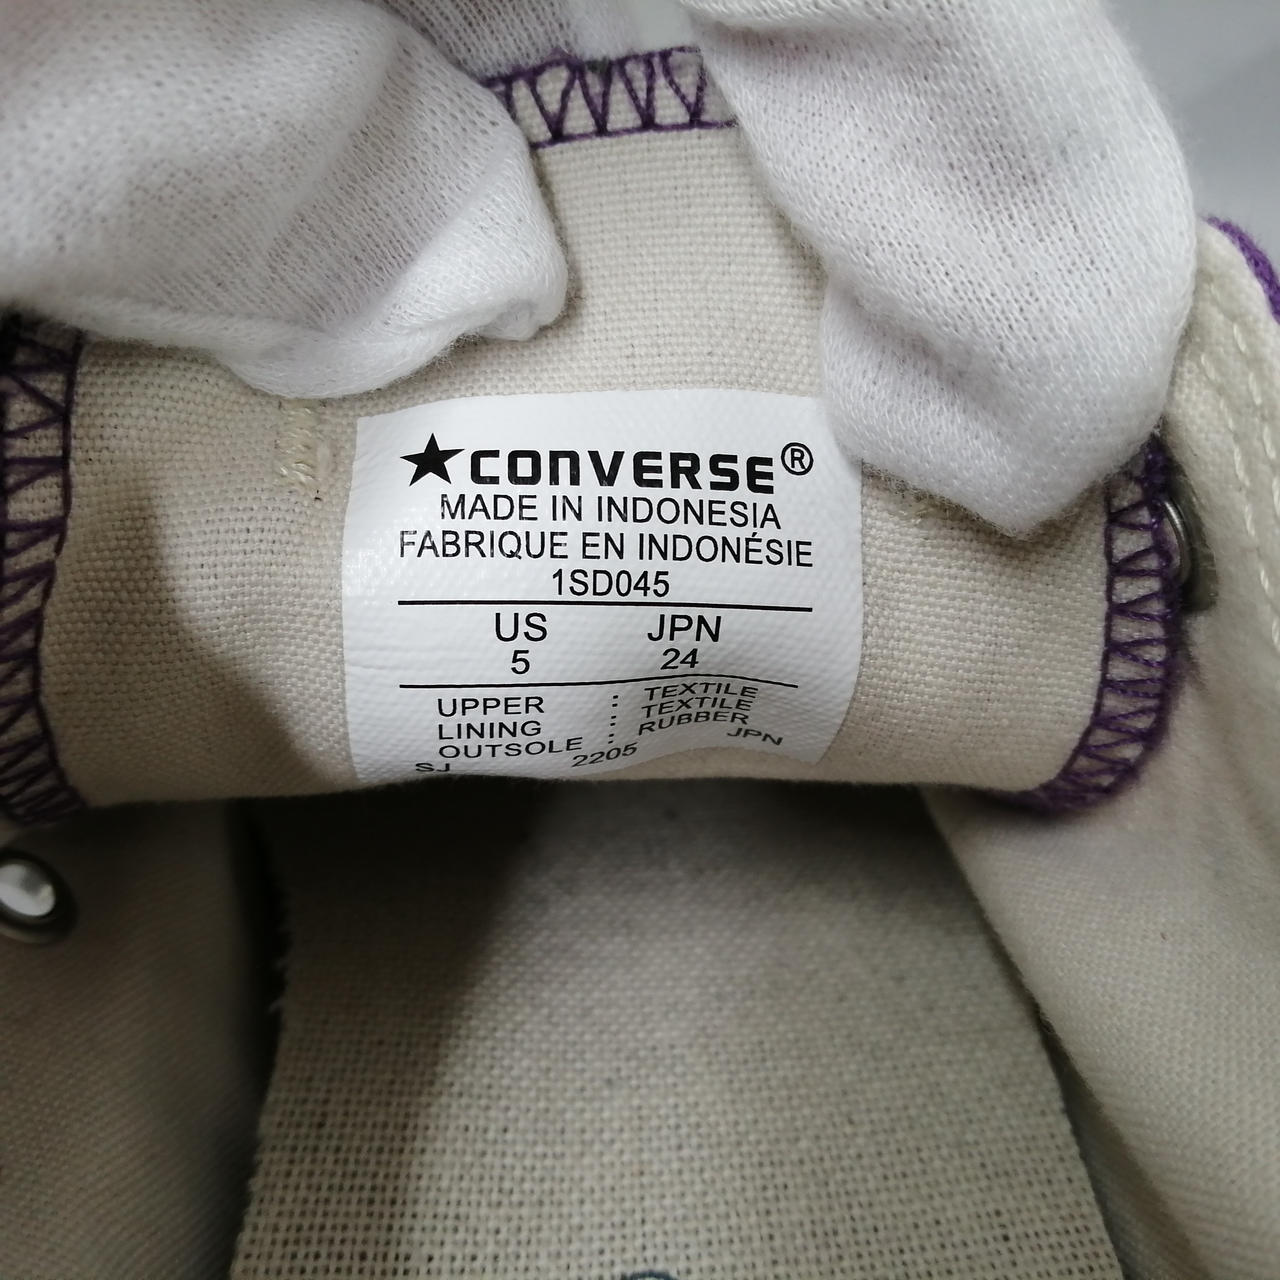 ★CONVERSE®
MADE IN INDONESIA
FABRIQUE EN INDONÉSIE
1SD045
US JPN
5 24
UPPER : TEXTILE
LINING : TEXTILE
OUTSOLE : RUBBER
SJ 2205 JPN